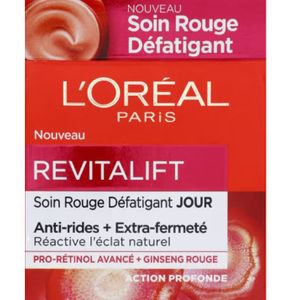 NOUVEAU
Soin Rouge
Défatigant
L'ORÉAL
PARIS
Nouveau
REVITALIFT
Soin Rouge Défatigant JOUR
Anti-rides + Extra-fermeté
Réactive l'éclat naturel
PRO-RÉTINOL AVANCÉ + GINSENG ROUGE
ACTION PROFONDE